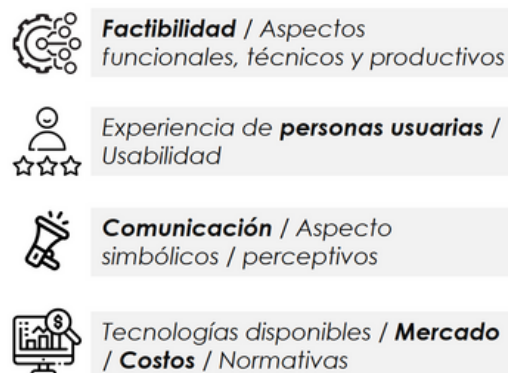 Factibilidad / Aspectos
funcionales, técnicos y productivos
Experiencia de personas usuarias /
Usabilidad
Comunicación / Aspecto
simbólicos / perceptivos
Tecnologías disponibles / Mercado
/ Costos / Normativas